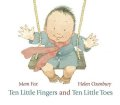 Mem Fox Helen Oxenbury
Ten Little Fingers and Ten Little Toes